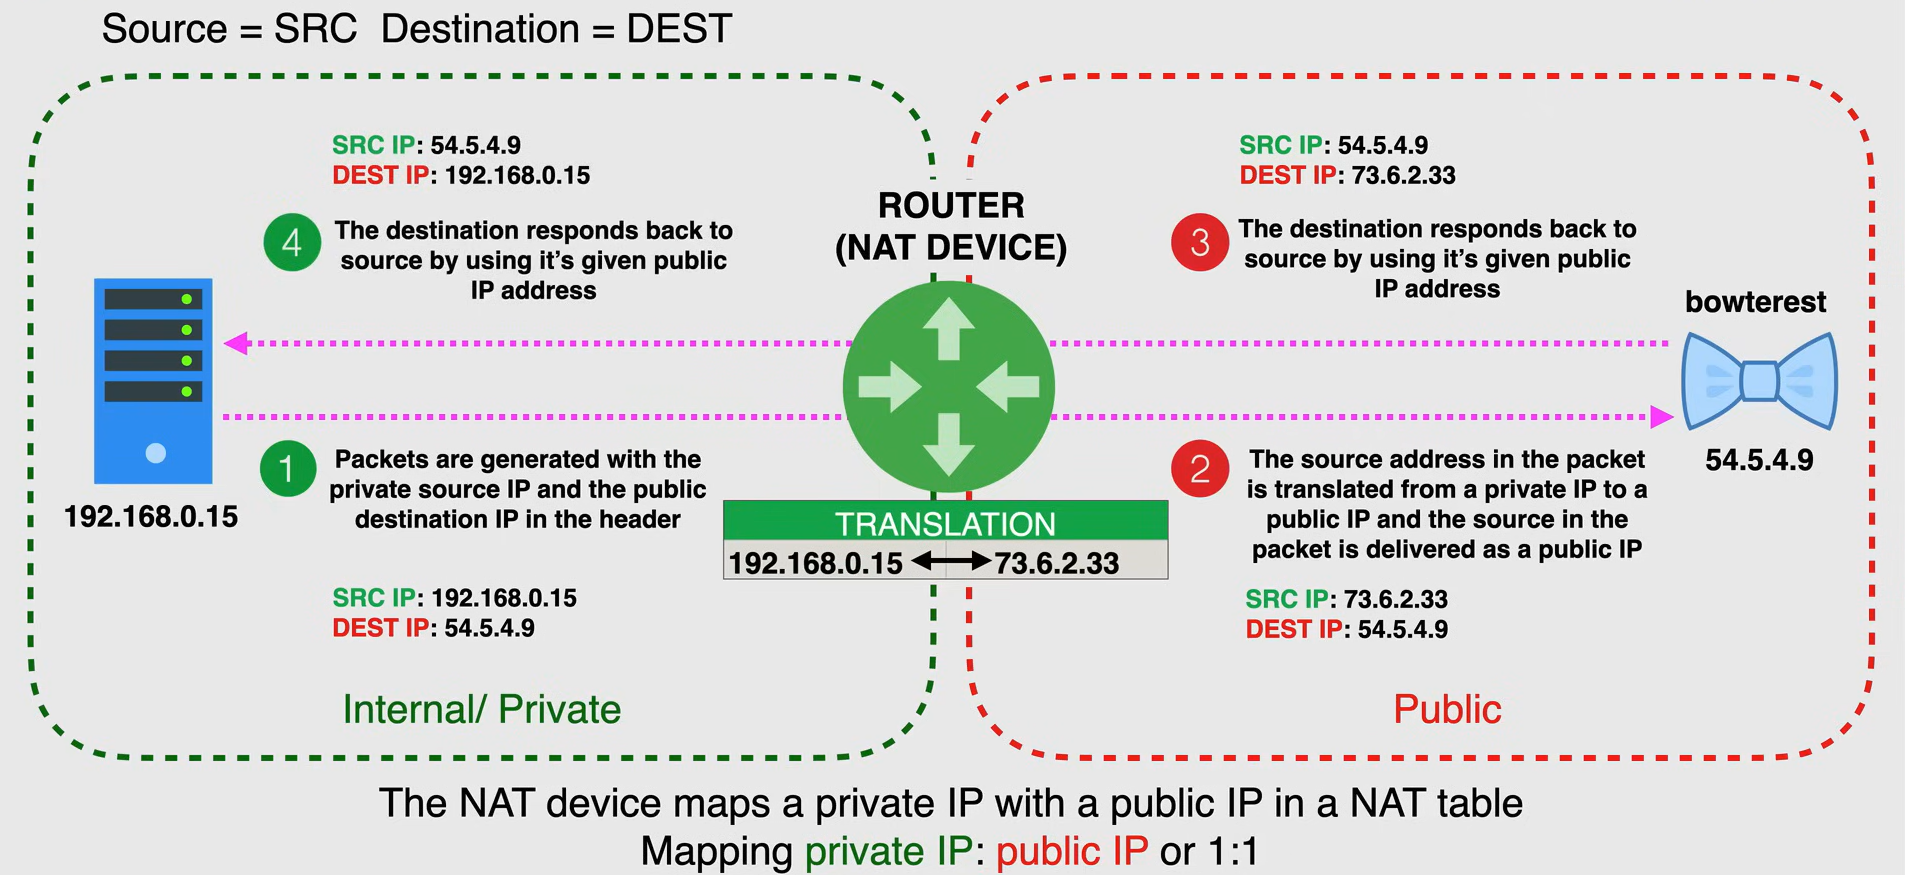 Source = SRC  Destination = DEST
SRC IP: 54.5.4.9
DEST IP: 192.168.0.15
4
The destination responds back to
source by using it's given public
IP address
ROUTER
(NAT DEVICE)
SRC IP: 54.5.4.9
DEST IP: 73.6.2.33
3
The destination responds back to
source by using it's given public
IP address
bowterest
54.5.4.9
192.168.0.15
1
Packets are generated with the
private source IP and the public
destination IP in the header
SRC IP: 192.168.0.15
DEST IP: 54.5.4.9
TRANSLATION
192.168.0.15 ↔ 73.6.2.33
2
The source address in the packet
is translated from a private IP to a
public IP and the source in the
packet is delivered as a public IP
SRC IP: 73.6.2.33
DEST IP: 54.5.4.9
Internal/ Private
Public
The NAT device maps a private IP with a public IP in a NAT table
Mapping private IP: public IP or 1:1